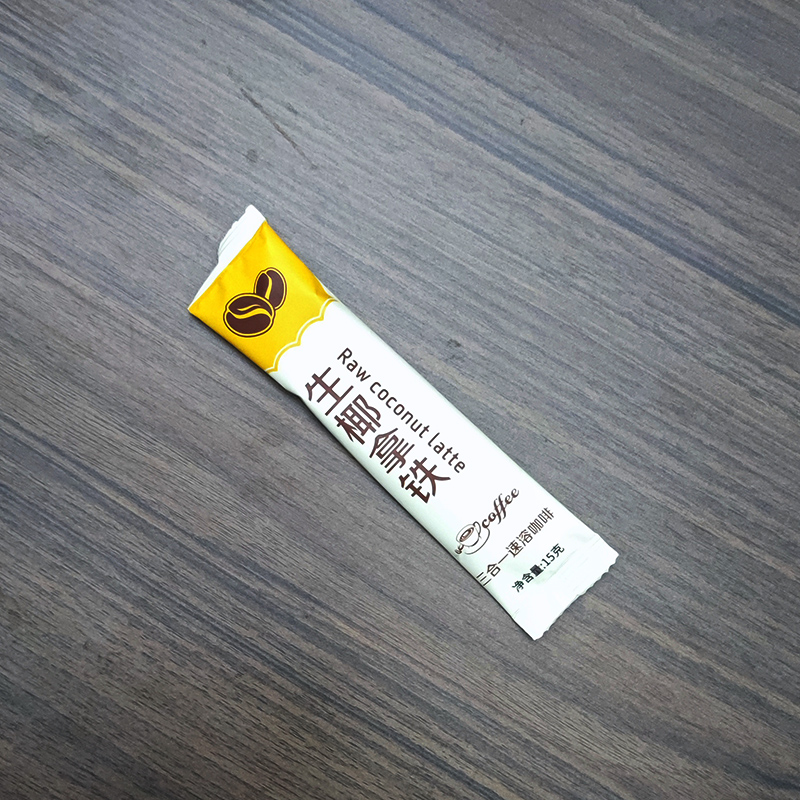 Raw coconut latte
生椰拿铁
coffee
三合一速溶咖啡
净含量:15克